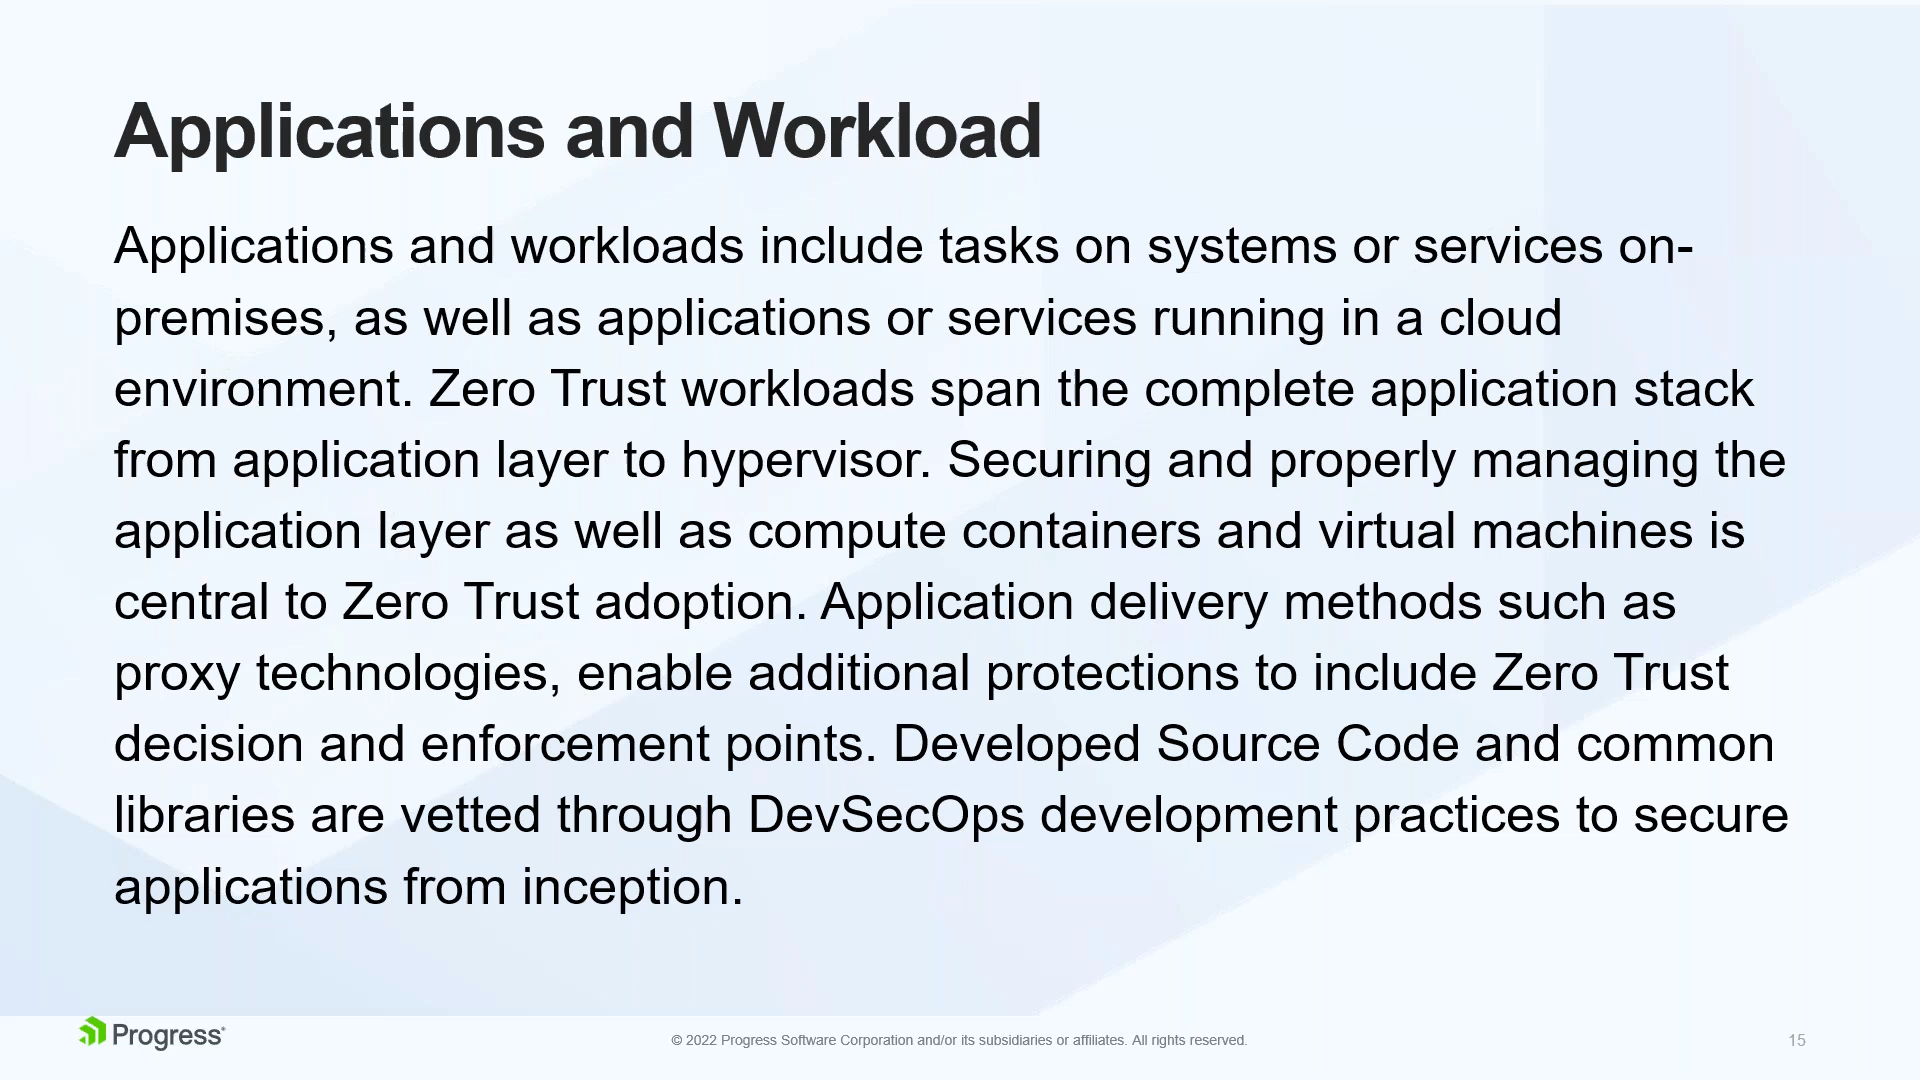 Applications and Workload
Applications and workloads include tasks on systems or services on-
premises, as well as applications or services running in a cloud
environment. Zero Trust workloads span the complete application stack
from application layer to hypervisor. Securing and properly managing the
application layer as well as compute containers and virtual machines is
central to Zero Trust adoption. Application delivery methods such as
proxy technologies, enable additional protections to include Zero Trust
decision and enforcement points. Developed Source Code and common
libraries are vetted through DevSecOps development practices to secure
applications from inception.
Progress®
© 2022 Progress Software Corporation and/or its subsidiaries or affiliates. All rights reserved.
15